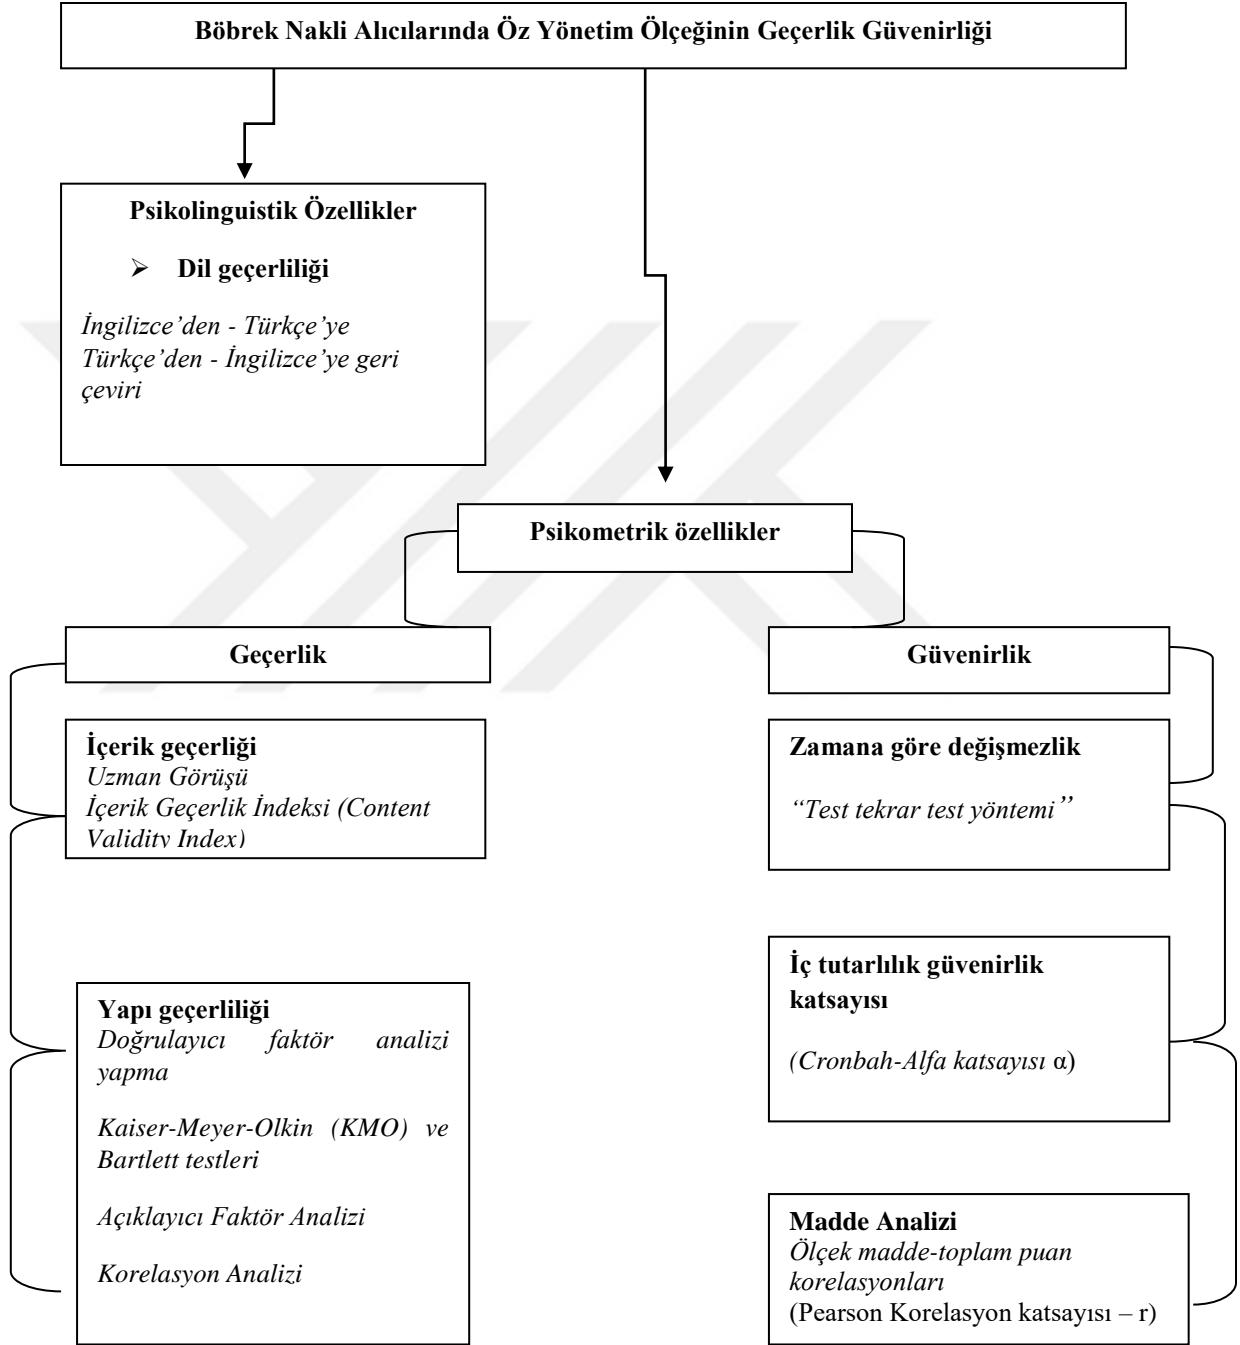 Böbrek Nakli Alıcılarında Öz Yönetim Ölçeğinin Geçerlik Güvenirliği
Psikolinguistik Özellikler
➢ Dil geçerliliği
İngilizce’den - Türkçe’ye
Türkçe’den - İngilizce’ye geri
çeviri
Psikometrik özellikler
Geçerlik
İçerik geçerliği
Uzman Görüşü
İçerik Geçerlik İndeksi (Content
Validity Index)
Yapı geçerliliği
Doğrulayıcı faktör analizi
yapma
Kaiser-Meyer-Olkin (KMO) ve
Bartlett testleri
Açıklayıcı Faktör Analizi
Korelasyon Analizi
Güvenirlik
Zamana göre değişmezlik
“Test tekrar test yöntemi”
İç tutarlılık güvenirlik
katsayısı
(Cronbah-Alfa katsayısı α)
Madde Analizi
Ölçek madde-toplam puan
korelasyonları
(Pearson Korelasyon katsayısı – r)